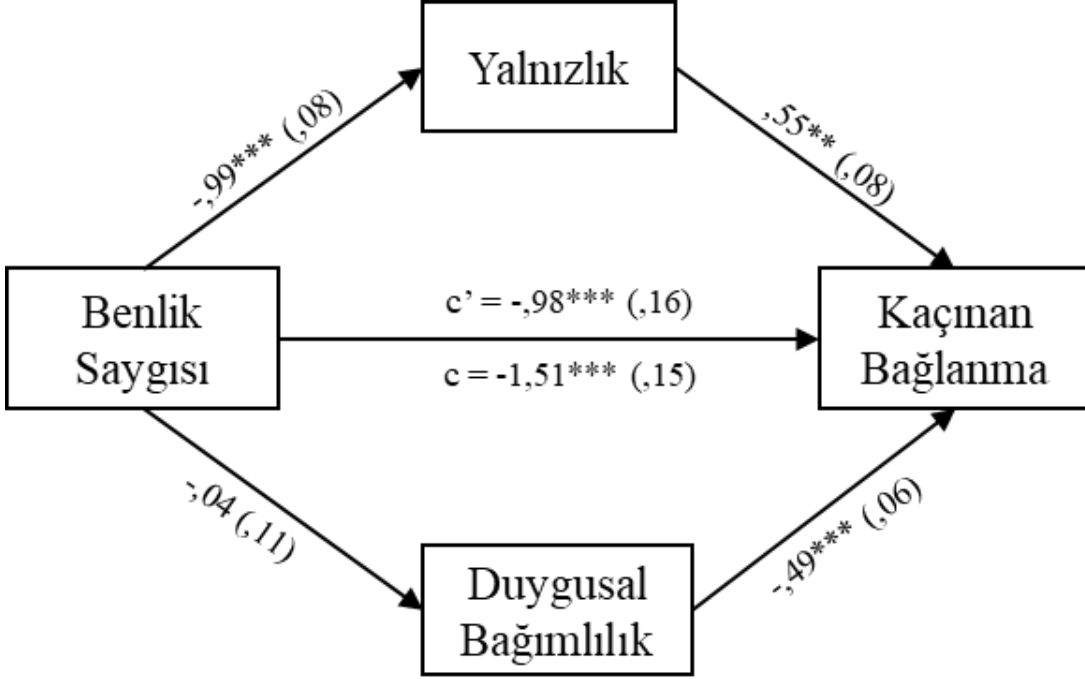 Yalnızlık
-,99*** (,08)
,55** (,08)
Benlik
Saygısı
c’ = -,98*** (,16)
c = -1,51*** (,15)
Kaçınan
Bağlanma
-,04 (,11)
-,49*** (,06)
Duygusal
Bağımlılık